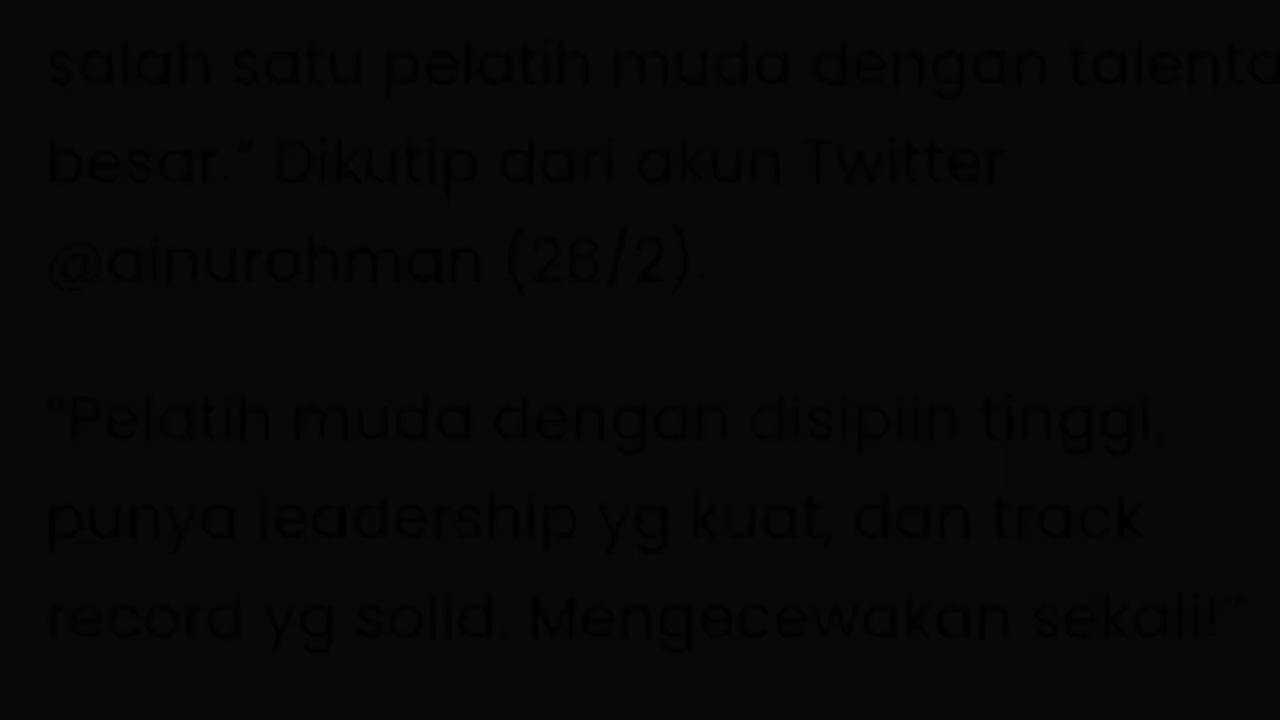 salah satu pelatih muda dengan talenta
besar.” Dikutip dari akun Twitter
@ainurohman (28/2).
“Pelatih muda dengan disiplin tinggi,
punya leadership yg kuat, dan track
record yg solid. Mengecewakan sekali!”